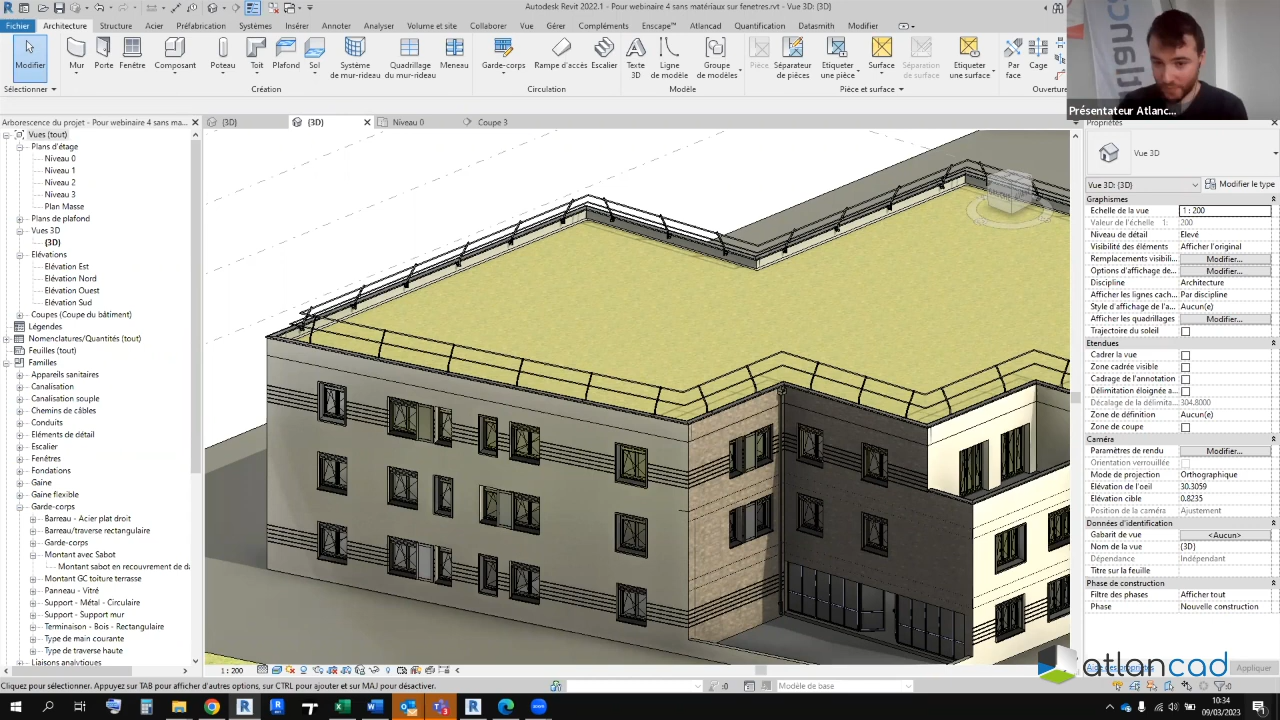 Autodesk Revit 2022.1 - Pour webinaire 4 sans matériaux sur fenetres.rvt - Vue 3D: {3D}
Fichier Architecture Structure Acier Préfabrication Systèmes Insérer Annoter Analyser Volume et site Collaborer Vue Gérer Compléments Enscape™ Atlancad Quantification Datasmith Modifier
Modifier Mur Porte Fenêtre Composant Poteau Toit Plafond Sol Système de mur-rideau Quadrillage du mur-rideau Meneau Garde-corps Rampe d'accès Escalier Texte 3D Ligne de modèle Groupe de modèles Pièce Séparateur de pièces Etiqueter une pièce Surface Séparation de surface Etiqueter une surface Par face Cage Mur
Sélectionner Création Circulation Modèle Pièce et surface Ouverture
Présentateur Atlanc...
Arborescence du projet - Pour webinaire 4 sans ma...
{3D} {3D} Niveau 0 Coupe 3
Vues (tout)
Plans d'étage
Niveau 0
Niveau 1
Niveau 2
Niveau 3
Plan Masse
Plans de plafond
Vues 3D
{3D}
Elévations
Elévation Est
Elévation Nord
Elévation Ouest
Elévation Sud
Coupes (Coupe du bâtiment)
Légendes
Nomenclatures/Quantités (tout)
Feuilles (tout)
Familles
Appareils sanitaires
Canalisation
Canalisation souple
Chemins de câbles
Conduits
Eléments de détail
Escalier
Fenêtres
Fondations
Gaine
Gaine flexible
Garde-corps
Barreau - Acier plat droit
Barreau/traverse rectangulaire
Garde-corps
Montant avec Sabot
Montant sabot en recouvrement de da
Montant GC toiture terrasse
Panneau - Vitré
Support - Métal - Circulaire
Support - Support mur
Terminaison - Bois - Rectangulaire
Type de main courante
Type de traverse haute
Liaisons analytiques
Propriétés
Vue 3D
Vue 3D: {3D} Modifier le type
Graphismes
Echelle de la vue 1 : 200
Valeur de l'échelle 1: 200
Niveau de détail Elevé
Visibilité des éléments Afficher l'original
Remplacements visibili... Modifier...
Options d'affichage de... Modifier...
Discipline Architecture
Afficher les lignes cach... Par discipline
Style d'affichage de l'a... Aucun(e)
Afficher les quadrillages Modifier...
Trajectoire du soleil
Etendues
Cadrer la vue
Zone cadrée visible
Cadrage de l'annotation
Délimitation éloignée a...
Décalage de la délimita... 304.8000
Zone de définition Aucun(e)
Zone de coupe
Caméra
Paramètres de rendu Modifier...
Orientation verrouillée
Mode de projection Orthographique
Elévation de l'oeil 30.3059
Elévation cible 0.8235
Position de la caméra Ajustement
Données d'identification
Gabarit de vue <Aucun>
Nom de la vue {3D}
Dépendance Indépendant
Titre sur la feuille
Phase de construction
Filtre des phases Afficher tout
Phase Nouvelle construction
Aide des propriétés Appliquer
atlancad
1 : 200
Cliquez pour sélectionner. Appuyez sur TAB pour afficher d'autres options, sur CTRL pour ajouter et sur MAJ pour désactiver. :0 Modèle de base :0
10:34
09/03/2023